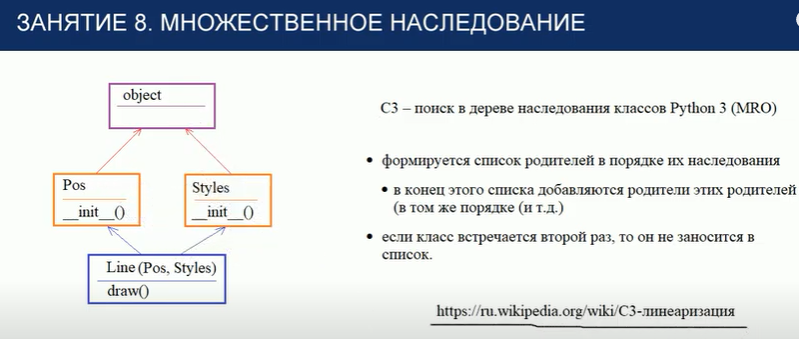 ЗАНЯТИЕ 8. МНОЖЕСТВЕННОЕ НАСЛЕДОВАНИЕ
object
Pos
__init__()
Styles
__init__()
Line(Pos, Styles)
draw()
C3 – поиск в дереве наследования классов Python 3 (MRO)
• формируется список родителей в порядке их наследования
• в конец этого списка добавляются родители этих родителей
(в том же порядке (и т.д.)
• если класс встречается второй раз, то он не заносится в
список.
https://ru.wikipedia.org/wiki/C3-линеаризация